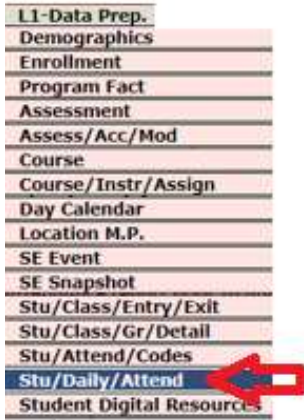 L1-Data Prep.
Demographics
Enrollment
Program Fact
Assessment
Assess/Acc/Mod
Course
Course/Instr/Assign
Day Calendar
Location M.P.
SE Event
SE Snapshot
Stu/Class/Entry/Exit
Stu/Class/Gr/Detail
Stu/Attend/Codes
Stu/Daily/Attend
Student Digital Resources